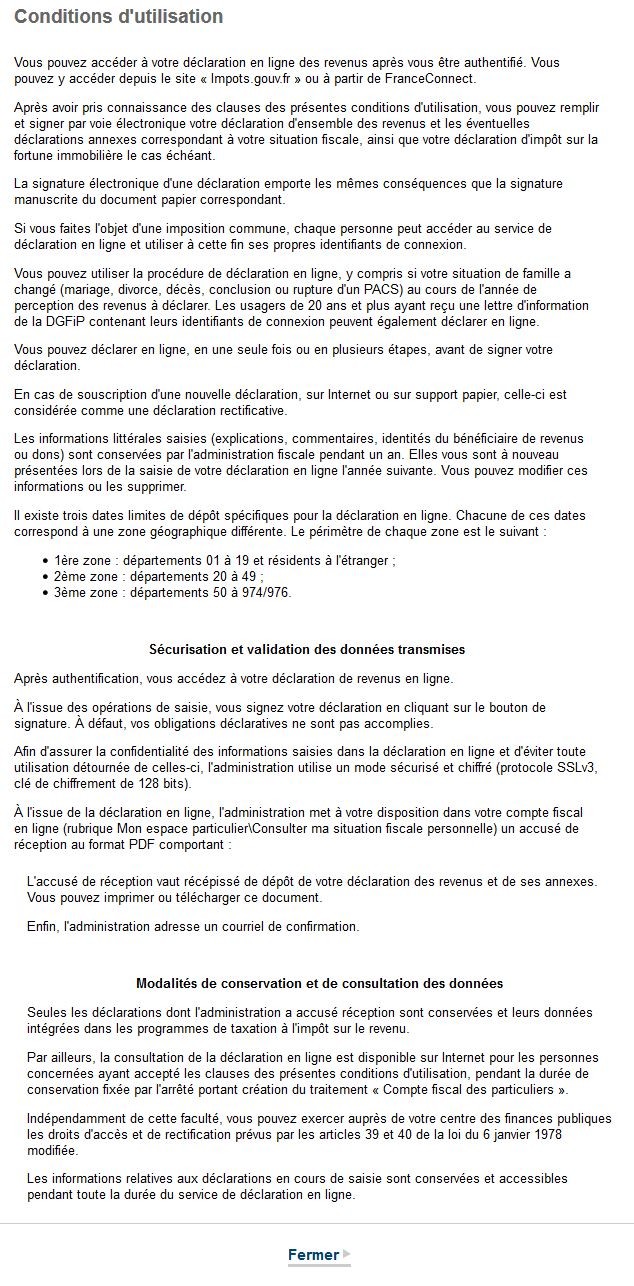 Conditions d'utilisation
Vous pouvez accéder à votre déclaration en ligne des revenus après vous être authentifié. Vous
pouvez y accéder depuis le site « Impots.gouv.fr » ou à partir de FranceConnect.
Après avoir pris connaissance des clauses des présentes conditions d'utilisation, vous pouvez remplir
et signer par voie électronique votre déclaration d'ensemble des revenus et les éventuelles
déclarations annexes correspondant à votre situation fiscale, ainsi que votre déclaration d'impôt sur la
fortune immobilière le cas échéant.
La signature électronique d'une déclaration emporte les mêmes conséquences que la signature
manuscrite du document papier correspondant.
Si vous faites l'objet d'une imposition commune, chaque personne peut accéder au service de
déclaration en ligne et utiliser à cette fin ses propres identifiants de connexion.
Vous pouvez utiliser la procédure de déclaration en ligne, y compris si votre situation de famille a
changé (mariage, divorce, décès, conclusion ou rupture d'un PACS) au cours de l'année de
perception des revenus à déclarer. Les usagers de 20 ans et plus ayant reçu une lettre d'information
de la DGFiP contenant leurs identifiants de connexion peuvent également déclarer en ligne.
Vous pouvez déclarer en ligne, en une seule fois ou en plusieurs étapes, avant de signer votre
déclaration.
En cas de souscription d'une nouvelle déclaration, sur Internet ou sur support papier, celle-ci est
considérée comme une déclaration rectificative.
Les informations littérales saisies (explications, commentaires, identités du bénéficiaire de revenus
ou dons) sont conservées par l'administration fiscale pendant un an. Elles vous sont à nouveau
présentées lors de la saisie de votre déclaration en ligne l'année suivante. Vous pouvez modifier ces
informations ou les supprimer.
Il existe trois dates limites de dépôt spécifiques pour la déclaration en ligne. Chacune de ces dates
correspond à une zone géographique différente. Le périmètre de chaque zone est le suivant :
• 1ère zone : départements 01 à 19 et résidents à l'étranger ;
• 2ème zone : départements 20 à 49 ;
• 3ème zone : départements 50 à 974/976.
Sécurisation et validation des données transmises
Après authentification, vous accédez à votre déclaration de revenus en ligne.
À l'issue des opérations de saisie, vous signez votre déclaration en cliquant sur le bouton de
signature. À défaut, vos obligations déclaratives ne sont pas accomplies.
Afin d'assurer la confidentialité des informations saisies dans la déclaration en ligne et d'éviter toute
utilisation détournée de celles-ci, l'administration utilise un mode sécurisé et chiffré (protocole SSLv3,
clé de chiffrement de 128 bits).
À l'issue de la déclaration en ligne, l'administration met à votre disposition dans votre compte fiscal
en ligne (rubrique Mon espace particulier\Consulter ma situation fiscale personnelle) un accusé de
réception au format PDF comportant :
L'accusé de réception vaut récépissé de dépôt de votre déclaration des revenus et de ses annexes.
Vous pouvez imprimer ou télécharger ce document.
Enfin, l'administration adresse un courriel de confirmation.
Modalités de conservation et de consultation des données
Seules les déclarations dont l'administration a accusé réception sont conservées et leurs données
intégrées dans les programmes de taxation à l'impôt sur le revenu.
Par ailleurs, la consultation de la déclaration en ligne est disponible sur Internet pour les personnes
concernées ayant accepté les clauses des présentes conditions d'utilisation, pendant la durée de
conservation fixée par l'arrêté portant création du traitement « Compte fiscal des particuliers ».
Indépendamment de cette faculté, vous pouvez exercer auprès de votre centre des finances publiques
les droits d'accès et de rectification prévus par les articles 39 et 40 de la loi du 6 janvier 1978
modifiée.
Les informations relatives aux déclarations en cours de saisie sont conservées et accessibles
pendant toute la durée du service de déclaration en ligne.
Fermer